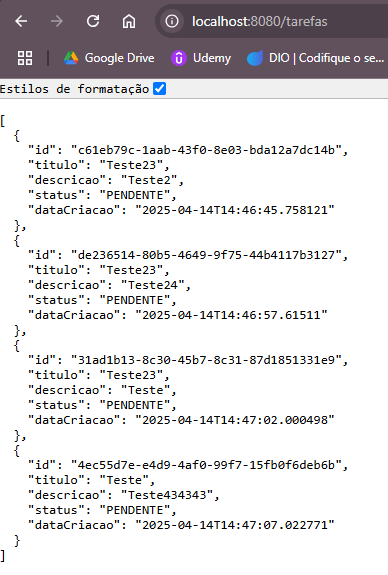 localhost:8080/tarefas
Google Drive
Udemy
DIO | Codifique o se...
Estilos de formatação
[
  {
    "id": "c61eb79c-1aab-43f0-8e03-bda12a7dc14b",
    "titulo": "Teste23",
    "descricao": "Teste2",
    "status": "PENDENTE",
    "dataCriacao": "2025-04-14T14:46:45.758121"
  },
  {
    "id": "de236514-80b5-4649-9f75-44b4117b3127",
    "titulo": "Teste23",
    "descricao": "Teste24",
    "status": "PENDENTE",
    "dataCriacao": "2025-04-14T14:46:57.61511"
  },
  {
    "id": "31ad1b13-8c30-45b7-8c31-87d1851331e9",
    "titulo": "Teste23",
    "descricao": "Teste",
    "status": "PENDENTE",
    "dataCriacao": "2025-04-14T14:47:02.000498"
  },
  {
    "id": "4ec55d7e-e4d9-4af0-99f7-15fb0f6deb6b",
    "titulo": "Teste",
    "descricao": "Teste434343",
    "status": "PENDENTE",
    "dataCriacao": "2025-04-14T14:47:07.022771"
  }
]